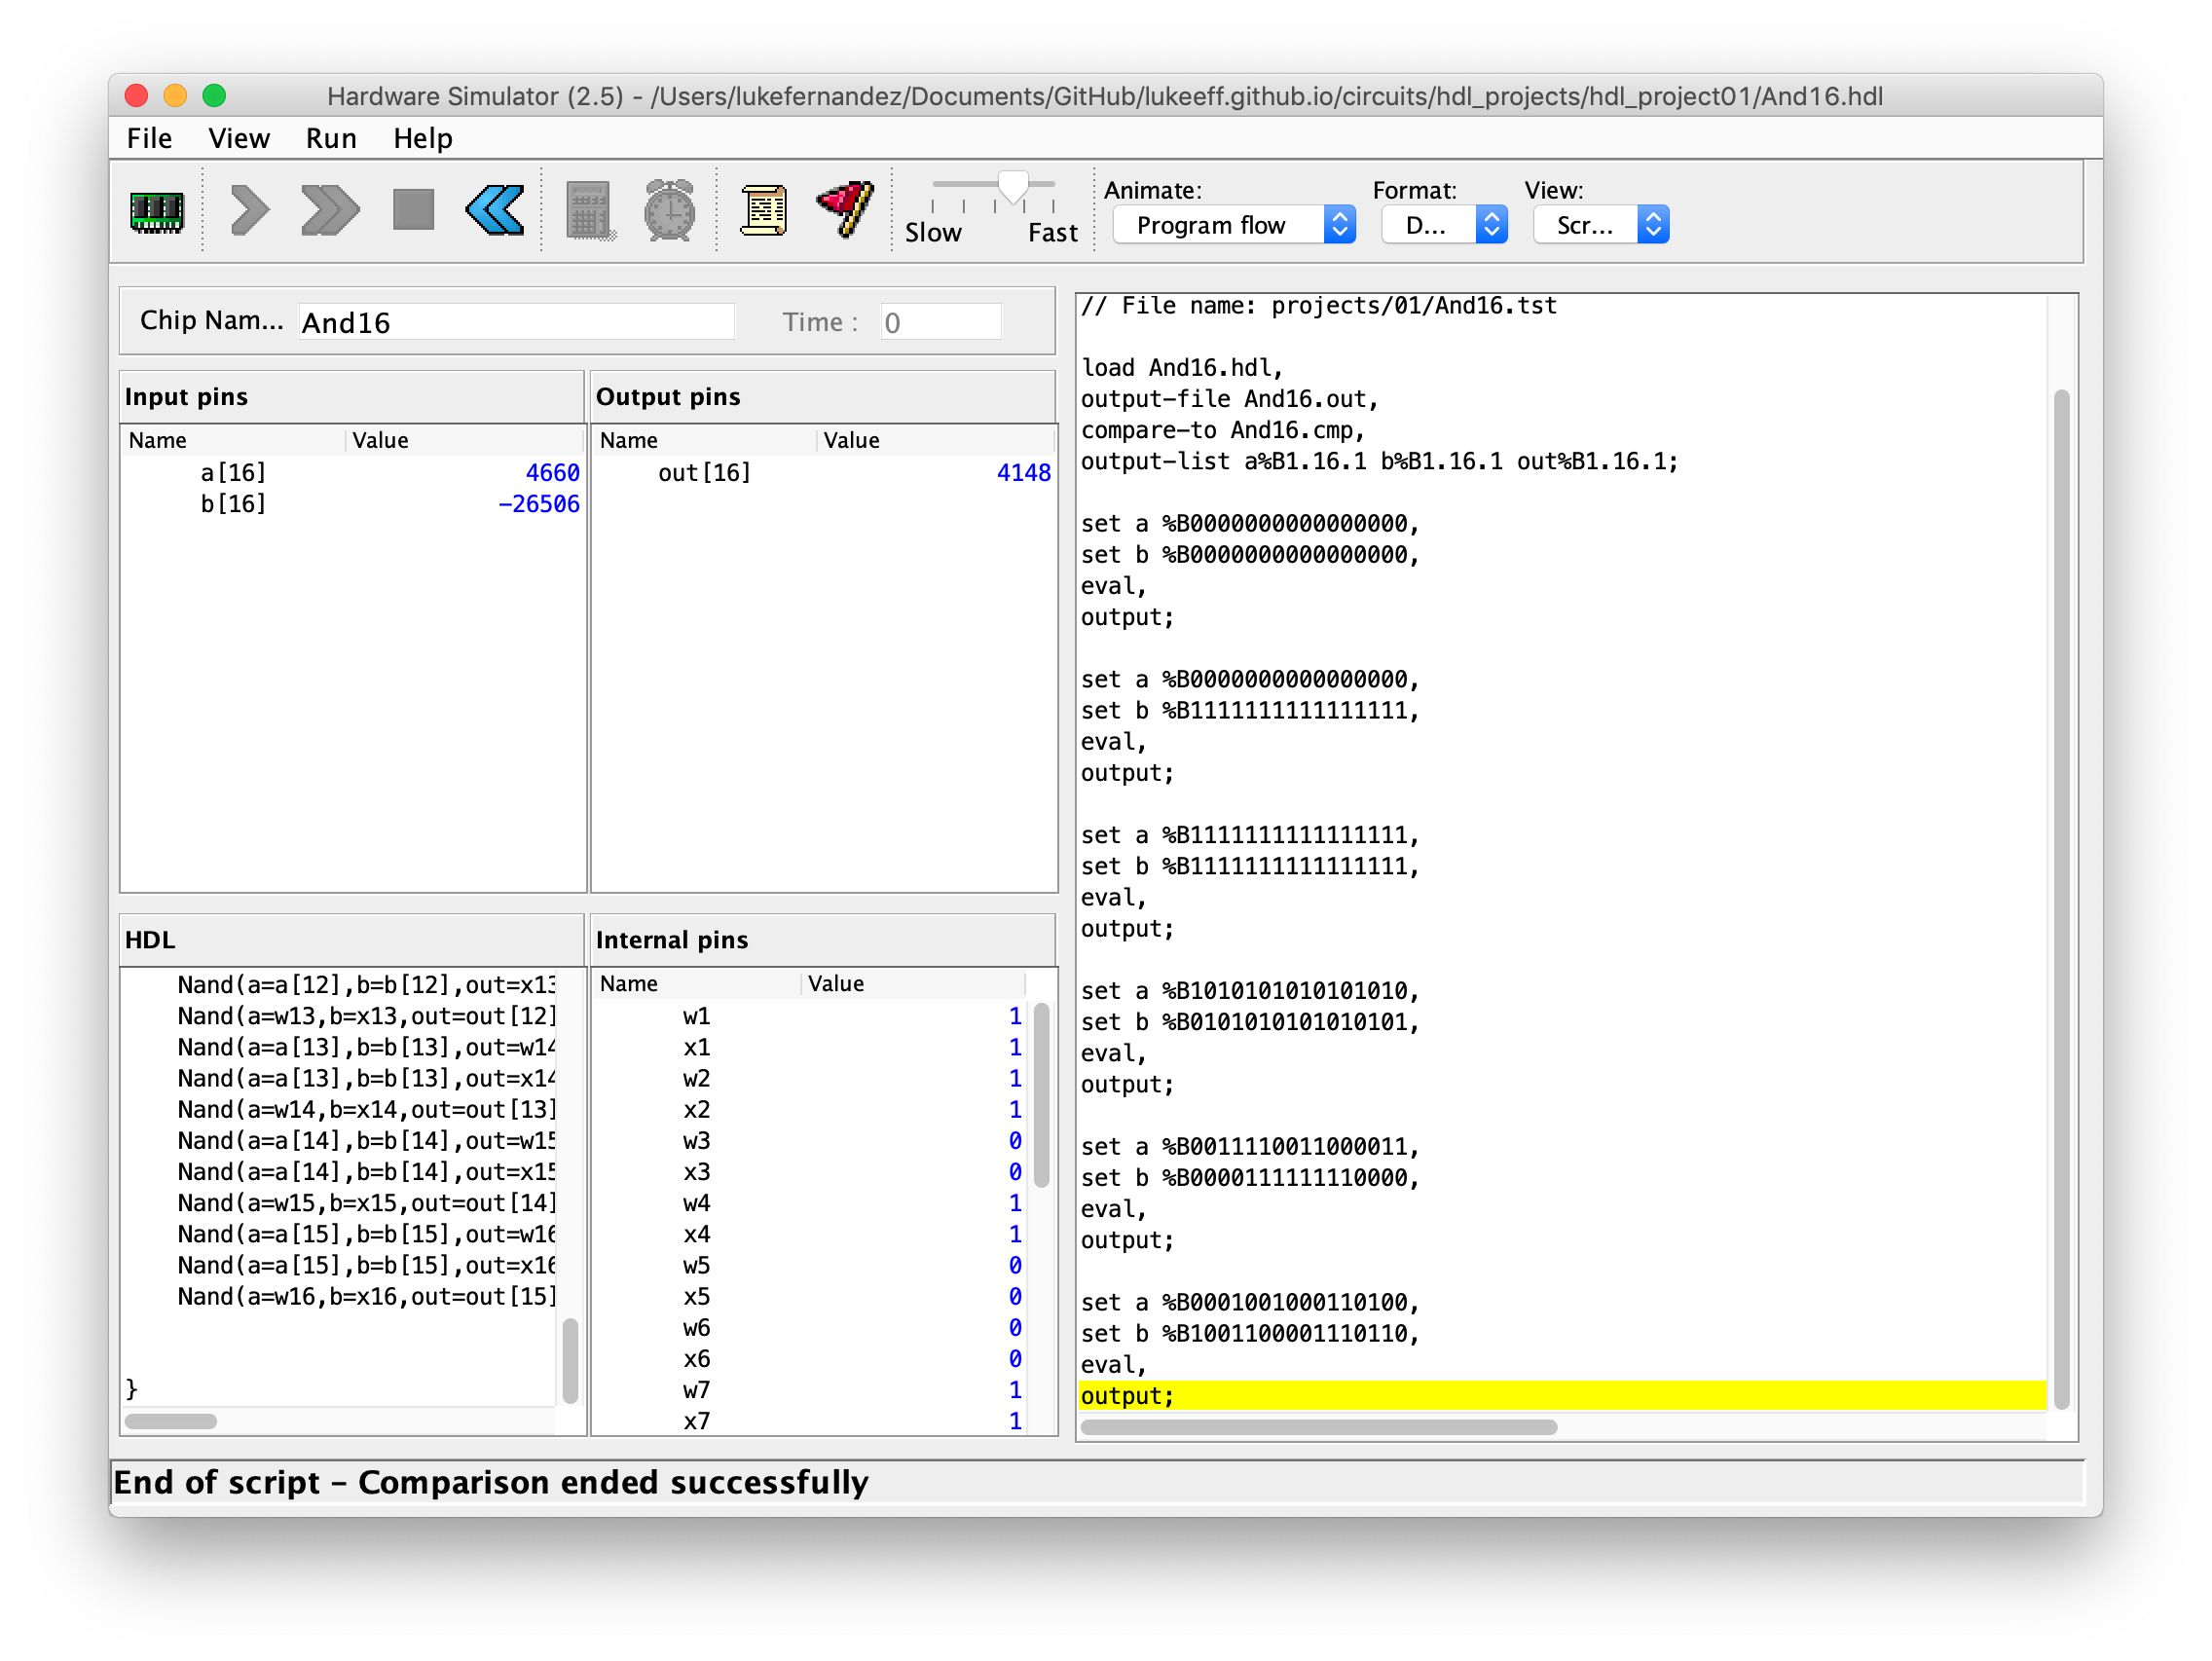 Hardware Simulator (2.5) - /Users/lukefernandez/Documents/GitHub/lukeeff.github.io/circuits/hdl_projects/hdl_project01/And16.hdl
File View Run Help
Slow Fast
Animate: Format: View:
Program flow D... Scr...
Chip Nam... And16 Time : 0
Input pins
Name Value
a[16] 4660
b[16] -26506
Output pins
Name Value
out[16] 4148
HDL
Nand(a=a[12],b=b[12],out=x13
Nand(a=w13,b=x13,out=out[12]
Nand(a=a[13],b=b[13],out=w14
Nand(a=a[13],b=b[13],out=x14
Nand(a=w14,b=x14,out=out[13]
Nand(a=a[14],b=b[14],out=w15
Nand(a=a[14],b=b[14],out=x15
Nand(a=w15,b=x15,out=out[14]
Nand(a=a[15],b=b[15],out=w16
Nand(a=a[15],b=b[15],out=x16
Nand(a=w16,b=x16,out=out[15]
}
Internal pins
Name Value
w1 1
x1 1
w2 1
x2 1
w3 0
x3 0
w4 1
x4 1
w5 0
x5 0
w6 0
x6 0
w7 1
x7 1
// File name: projects/01/And16.tst
load And16.hdl,
output-file And16.out,
compare-to And16.cmp,
output-list a%B1.16.1 b%B1.16.1 out%B1.16.1;
set a %B0000000000000000,
set b %B0000000000000000,
eval,
output;
set a %B0000000000000000,
set b %B1111111111111111,
eval,
output;
set a %B1111111111111111,
set b %B1111111111111111,
eval,
output;
set a %B1010101010101010,
set b %B0101010101010101,
eval,
output;
set a %B0011110011000011,
set b %B0000111111110000,
eval,
output;
set a %B0001001000110100,
set b %B1001100001110110,
eval,
output;
End of script - Comparison ended successfully